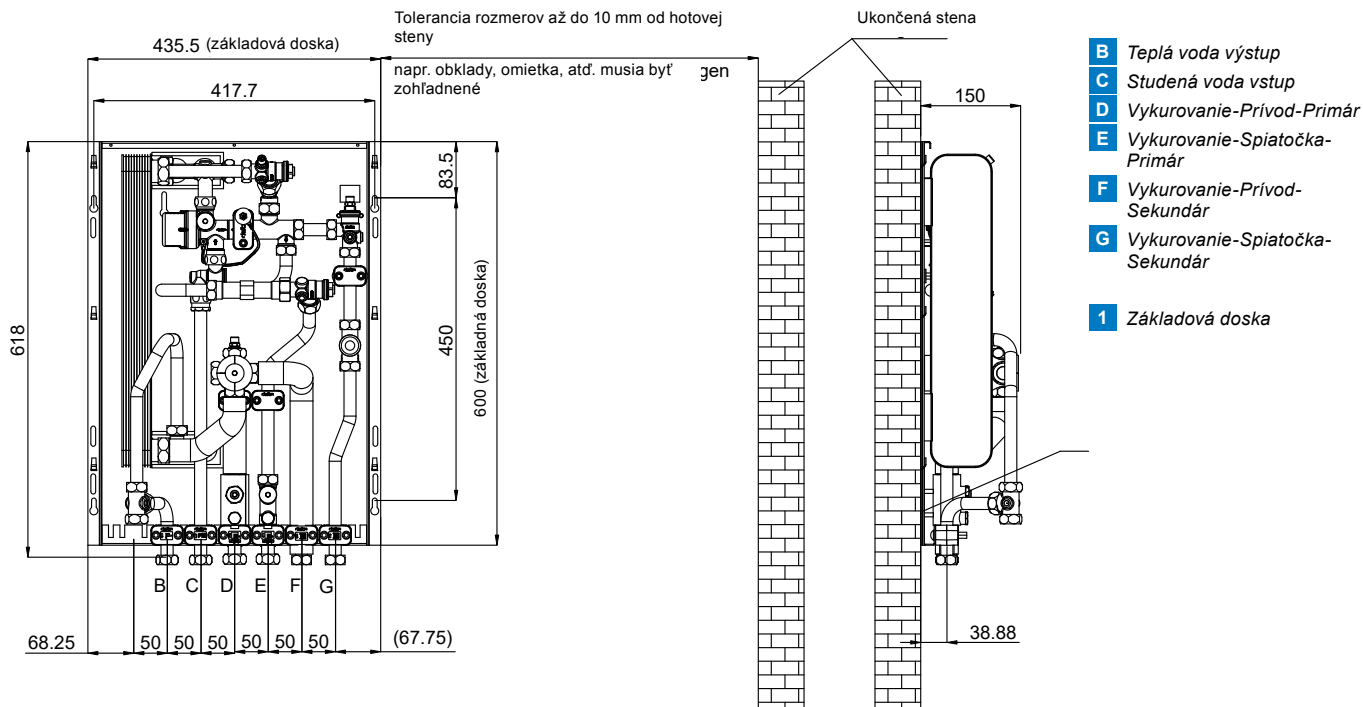 Tolerancia rozmerov až do 10 mm od hotovej
steny
napr. obklady, omietka, atď. musia byť
zohľadnené
gen
Ukončená stena
435.5 (základová doska)
417.7
150
83.5
618
450
600 (základná doska)
B
C
D
E
F
G
68.25
50
50
50
50
50
50
(67.75)
38.88
B Teplá voda výstup
C Studená voda vstup
D Vykurovanie-Prívod-Primár
E Vykurovanie-Spiatočka-
Primár
F Vykurovanie-Prívod-
Sekundár
G Vykurovanie-Spiatočka-
Sekundár
1 Základová doska